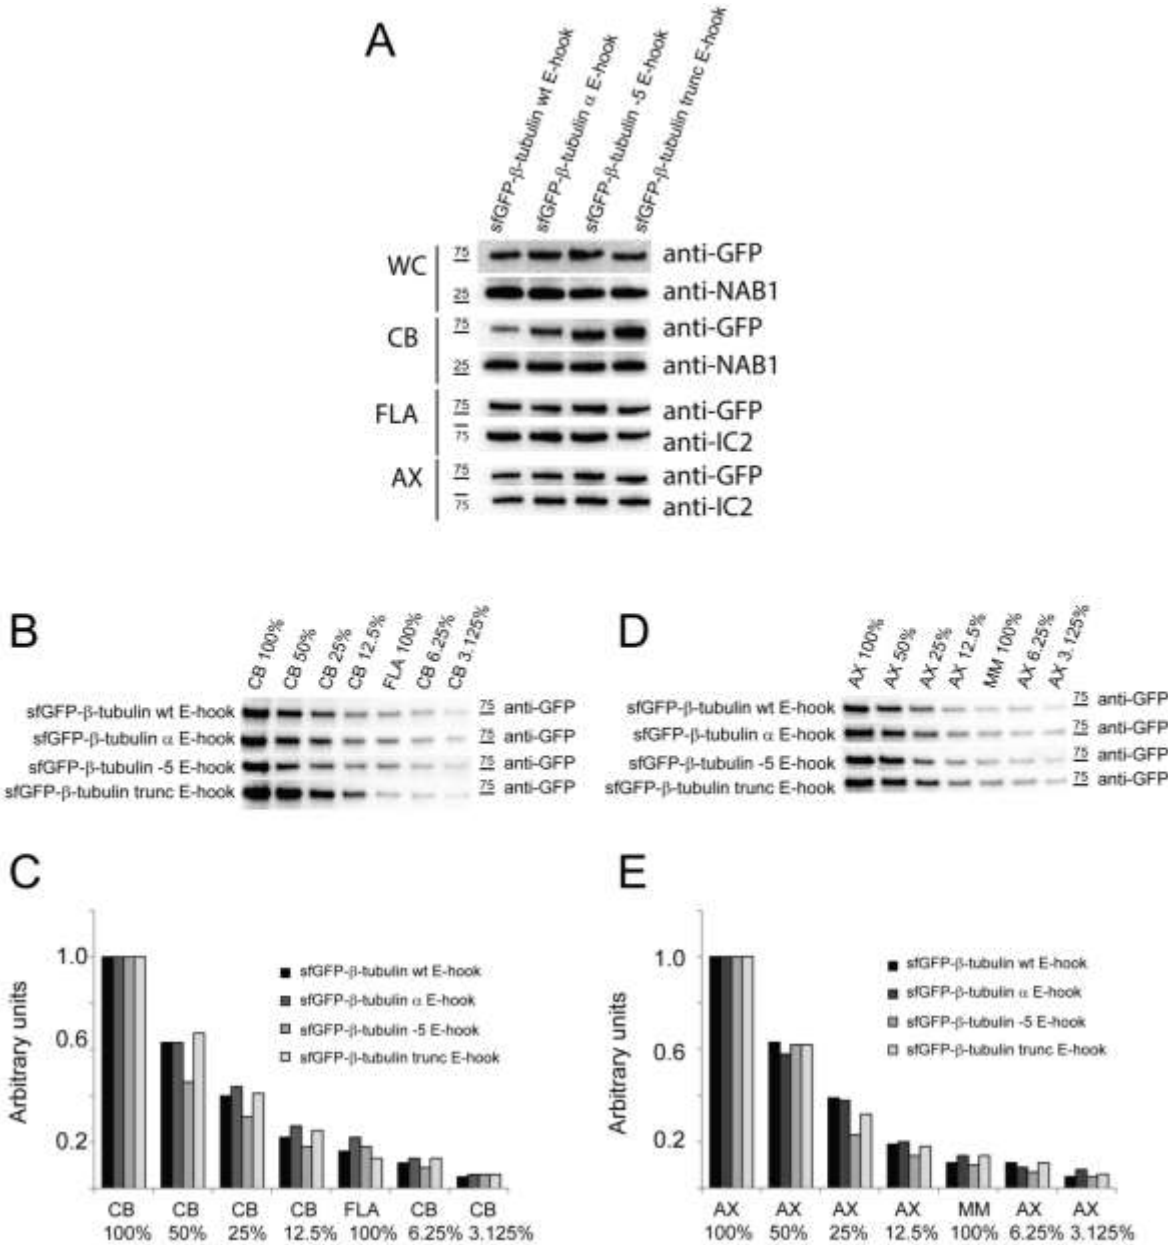 A
sfGFP-β-tubulin wt E-hook
sfGFP-β-tubulin α E-hook
sfGFP-β-tubulin -5 E-hook
sfGFP-β-tubulin trunc E-hook
WC
75
anti-GFP
25
anti-NAB1
CB
75
anti-GFP
25
anti-NAB1
FLA
75
anti-GFP
75
anti-IC2
AX
75
anti-GFP
75
anti-IC2
B
CB 100%
CB 50%
CB 25%
CB 12.5%
FLA 100%
CB 6.25%
CB 3.125%
sfGFP-β-tubulin wt E-hook 75 anti-GFP
sfGFP-β-tubulin α E-hook 75 anti-GFP
sfGFP-β-tubulin -5 E-hook 75 anti-GFP
sfGFP-β-tubulin trunc E-hook 75 anti-GFP
D
AX 100%
AX 50%
AX 25%
AX 12.5%
MM 100%
AX 6.25%
AX 3.125%
sfGFP-β-tubulin wt E-hook 75 anti-GFP
sfGFP-β-tubulin α E-hook 75 anti-GFP
sfGFP-β-tubulin -5 E-hook 75 anti-GFP
sfGFP-β-tubulin trunc E-hook 75 anti-GFP
C
Arbitrary units
1.0
0.6
0.2
sfGFP-β-tubulin wt E-hook
sfGFP-β-tubulin α E-hook
sfGFP-β-tubulin -5 E-hook
sfGFP-β-tubulin trunc E-hook
CB CB CB CB FLA CB CB
100% 50% 25% 12.5% 100% 6.25% 3.125%
E
Arbitrary units
1.0
0.6
0.2
sfGFP-β-tubulin wt E-hook
sfGFP-β-tubulin α E-hook
sfGFP-β-tubulin -5 E-hook
sfGFP-β-tubulin trunc E-hook
AX AX AX AX MM AX AX
100% 50% 25% 12.5% 100% 6.25% 3.125%